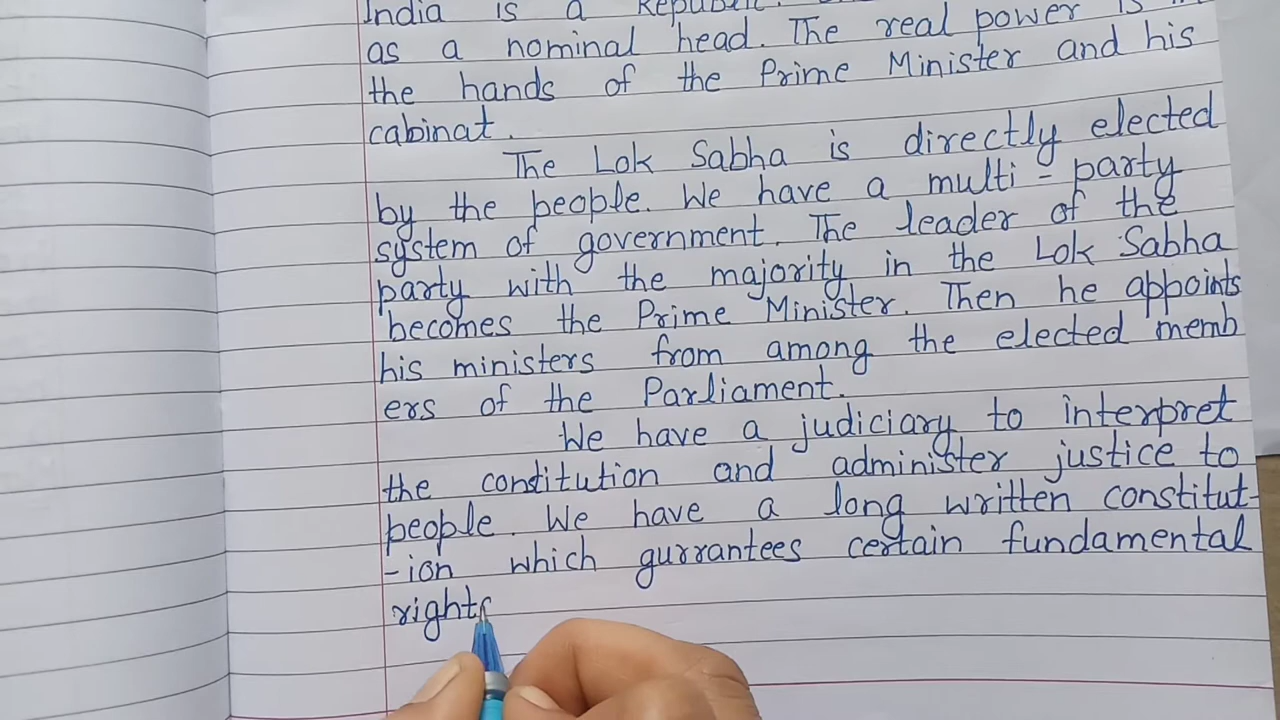 India is a Republic.
as a nominal head. The real power is in
the hands of the Prime Minister and his
cabinat.
The Lok Sabha is directly elected
by the people. We have a multi - party
system of government. The leader of the
party with the majority in the Lok Sabha
becomes the Prime Minister. Then he appoints
his ministers from among the elected memb
ers of the Parliament.
We have a judiciary to interpret
the constitution and administer justice to
people. We have a long written constitut-
-ion which gurrantees certain fundamental
rights